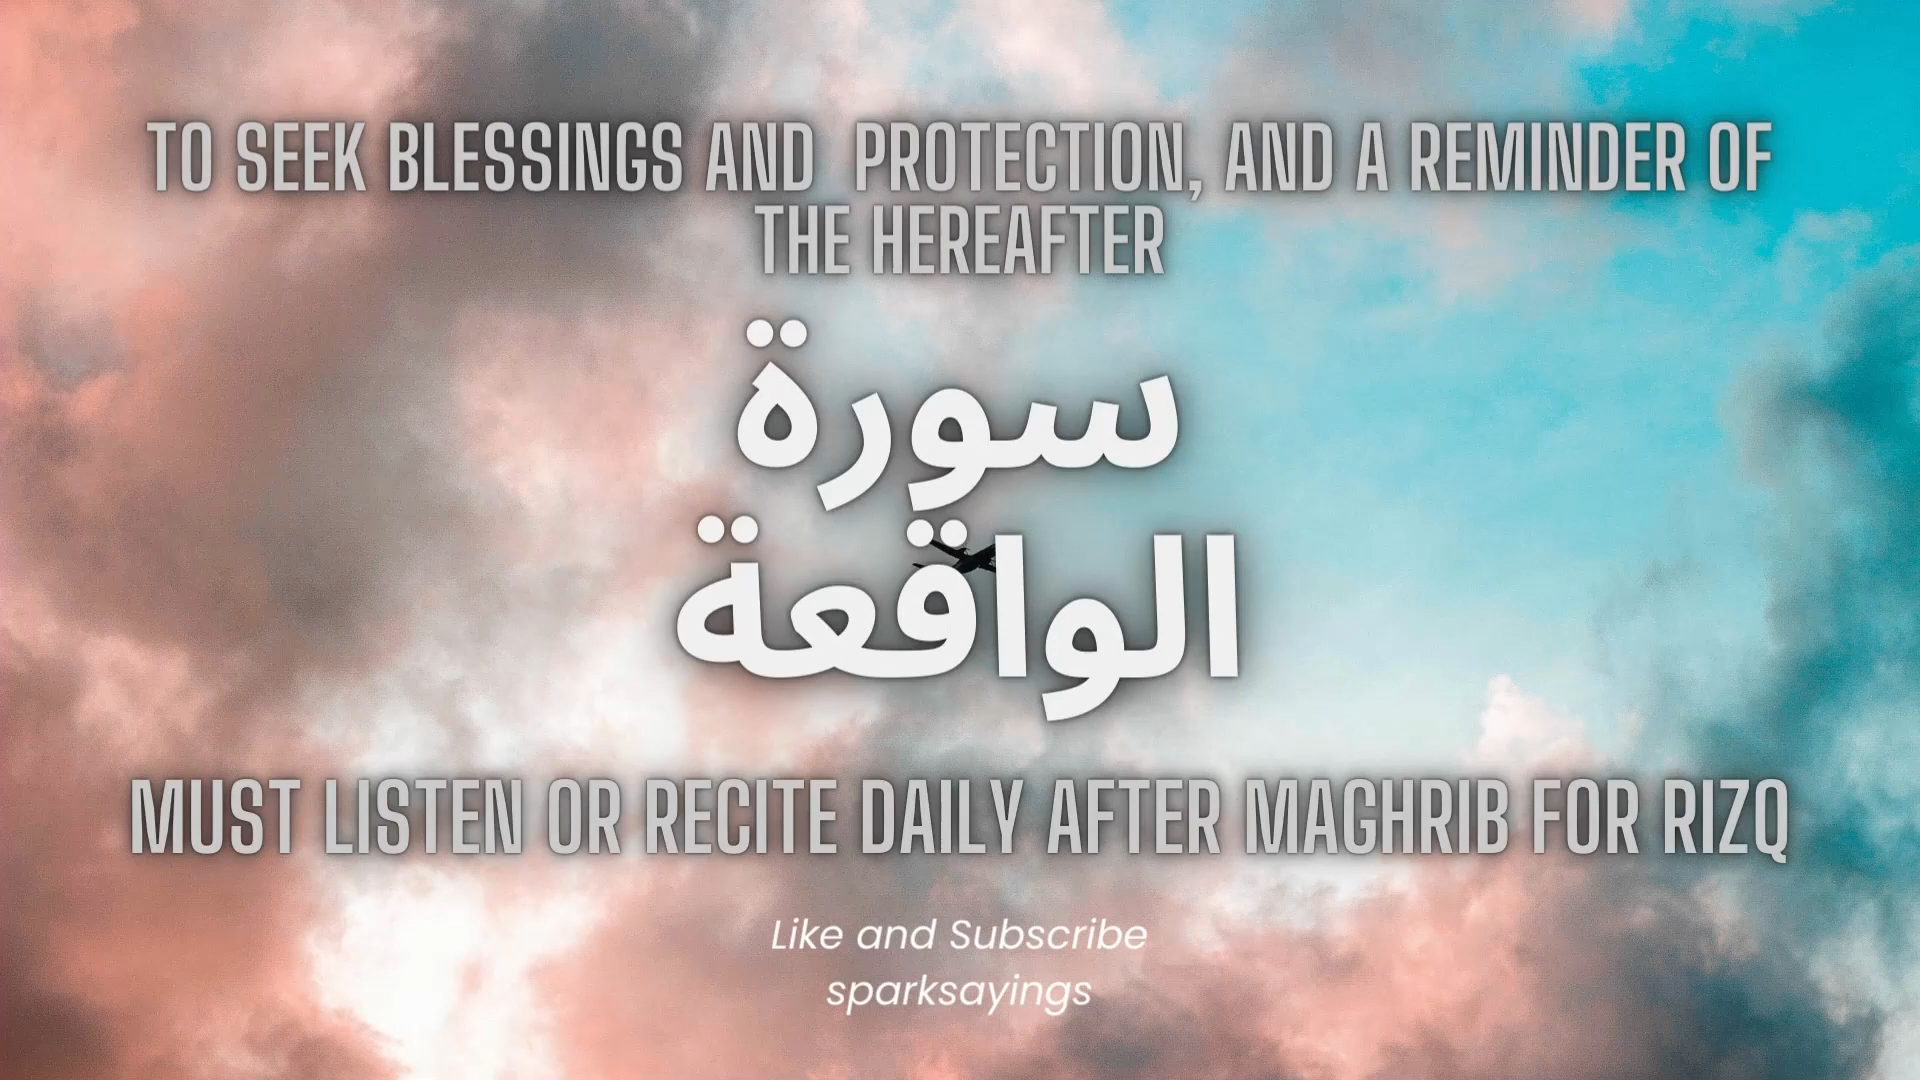 TO SEEK BLESSINGS AND PROTECTION, AND A REMINDER OF
THE HEREAFTER
سورة
الواقعة
MUST LISTEN OR RECITE DAILY AFTER MAGHRIB FOR RIZQ
Like and Subscribe
sparksayings